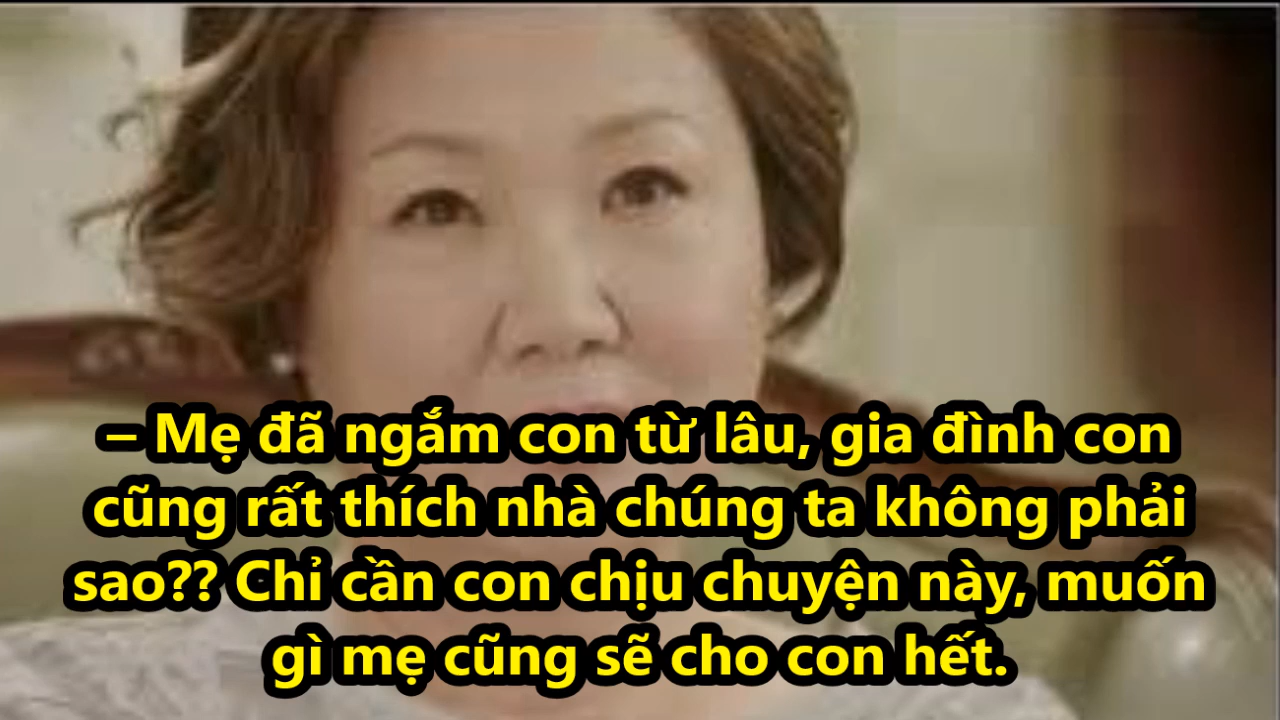 – Mẹ đã ngắm con từ lâu, gia đình con
cũng rất thích nhà chúng ta không phải
sao?? Chỉ cần con chịu chuyện này, muốn
gì mẹ cũng sẽ cho con hết.